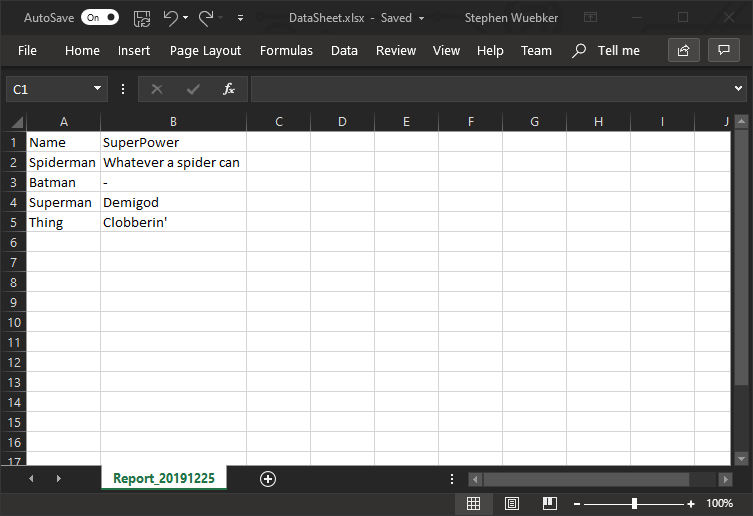 AutoSave On DataSheet.xlsx - Saved Stephen Wuebker
File Home Insert Page Layout Formulas Data Review View Help Team Tell me
C1 fx
A B C D E F G H I J
1 Name SuperPower
2 Spiderman Whatever a spider can
3 Batman -
4 Superman Demigod
5 Thing Clobberin'
6
7
8
9
10
11
12
13
14
15
16
17
Report_20191225
100%